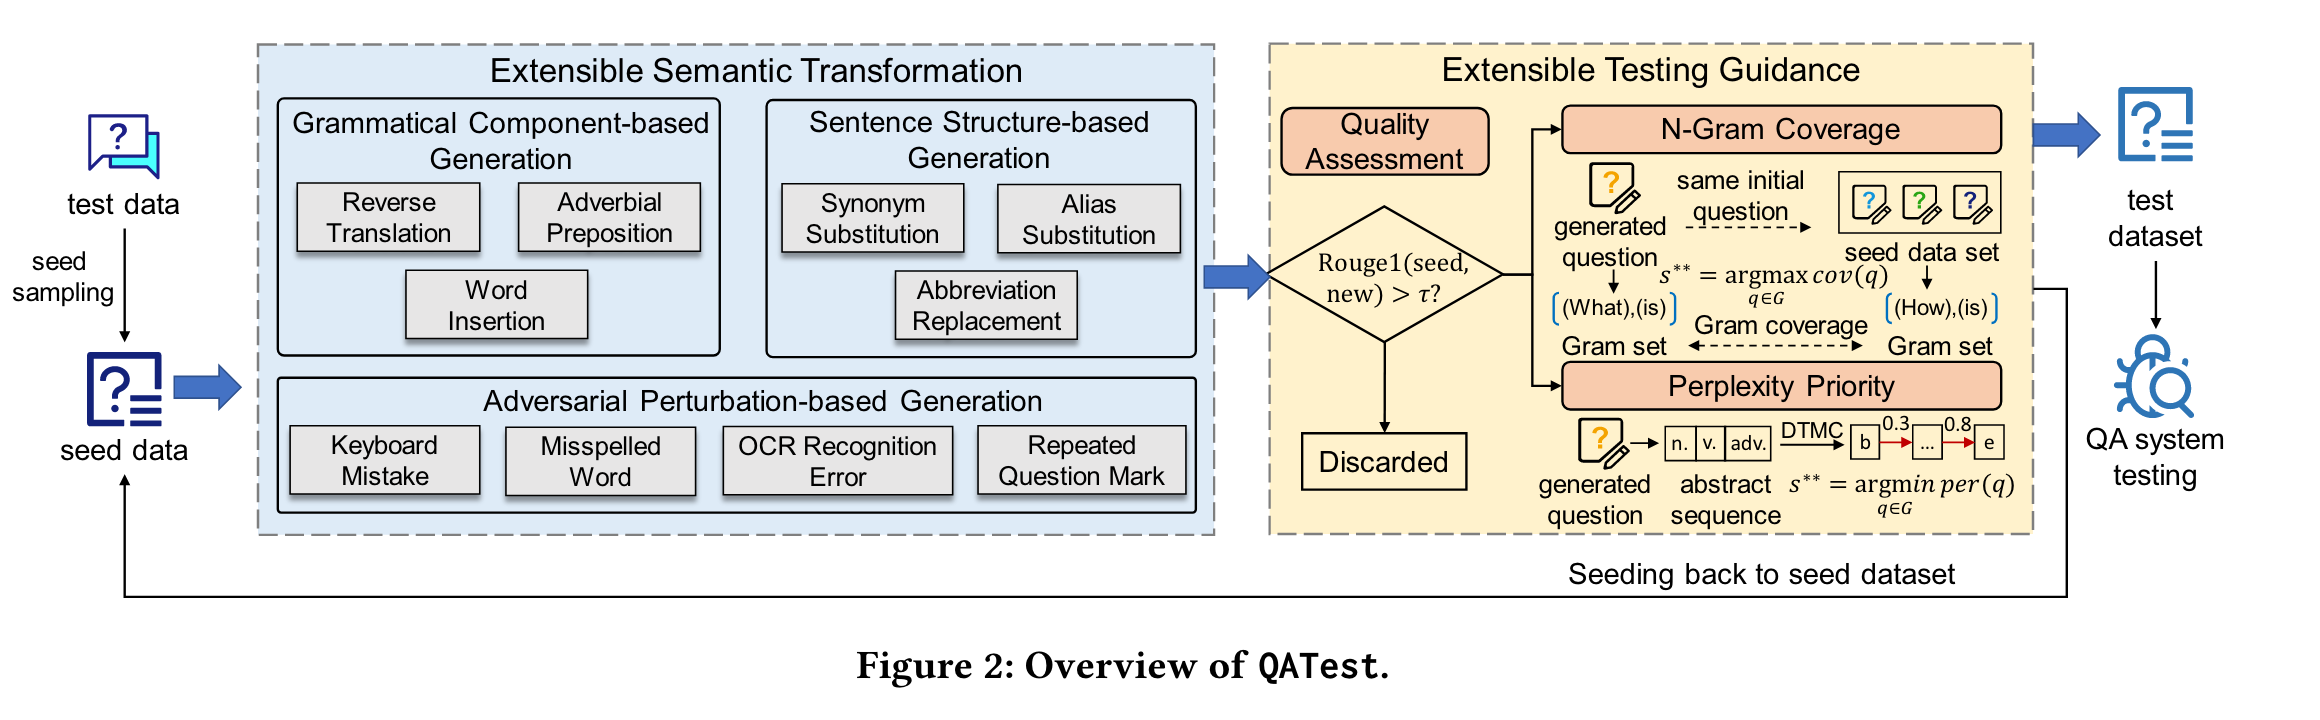 test data
seed
sampling
seed data
Extensible Semantic Transformation
Grammatical Component-based
Generation
Reverse
Translation
Adverbial
Preposition
Word
Insertion
Sentence Structure-based
Generation
Synonym
Substitution
Alias
Substitution
Abbreviation
Replacement
Adversarial Perturbation-based Generation
Keyboard
Mistake
Misspelled
Word
OCR Recognition
Error
Repeated
Question Mark
Extensible Testing Guidance
Quality
Assessment
Rouge1(seed,
new) > τ?
Discarded
N-Gram Coverage
?
generated
question
same initial
question
? ? ?
seed data set
s** = argmax cov(q)
q∈G
[(What),(is)]
[(How),(is)]
Gram coverage
Gram set
Gram set
Perplexity Priority
?
generated
question
n. v. adv.
abstract
sequence
DTMC
b 0.3 ... 0.8 e
s** = argmin per(q)
q∈G
Seeding back to seed dataset
test
dataset
QA system
testing
Figure 2: Overview of QATest.